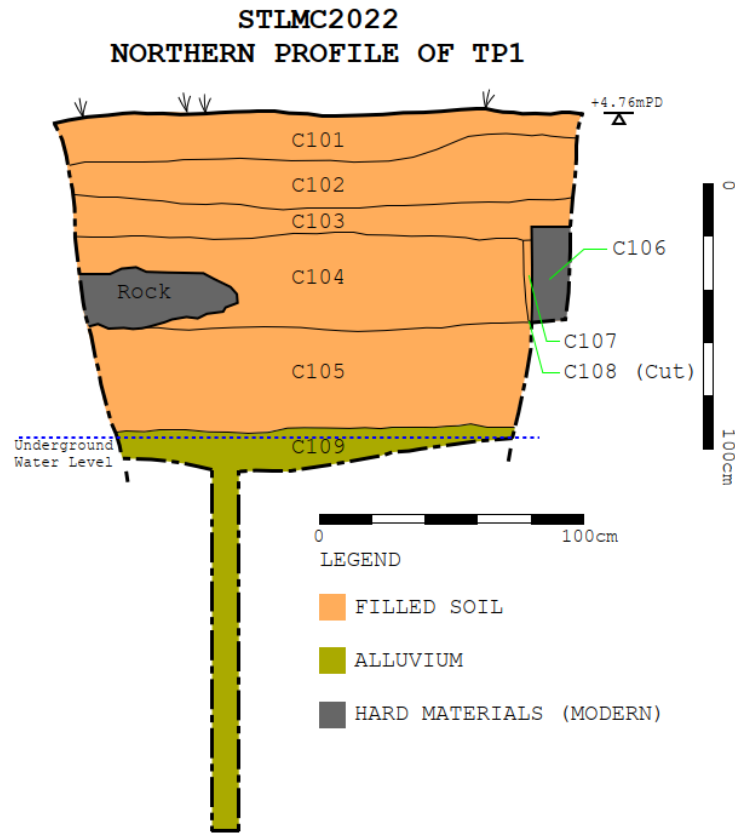 STLMC2022
NORTHERN PROFILE OF TP1
+4.76mPD
C101
C102
C103
C104
Rock
C105
C106
C107
C108 (Cut)
C109
Underground
Water Level
0
100cm
0
100cm
LEGEND
FILLED SOIL
ALLUVIUM
HARD MATERIALS (MODERN)